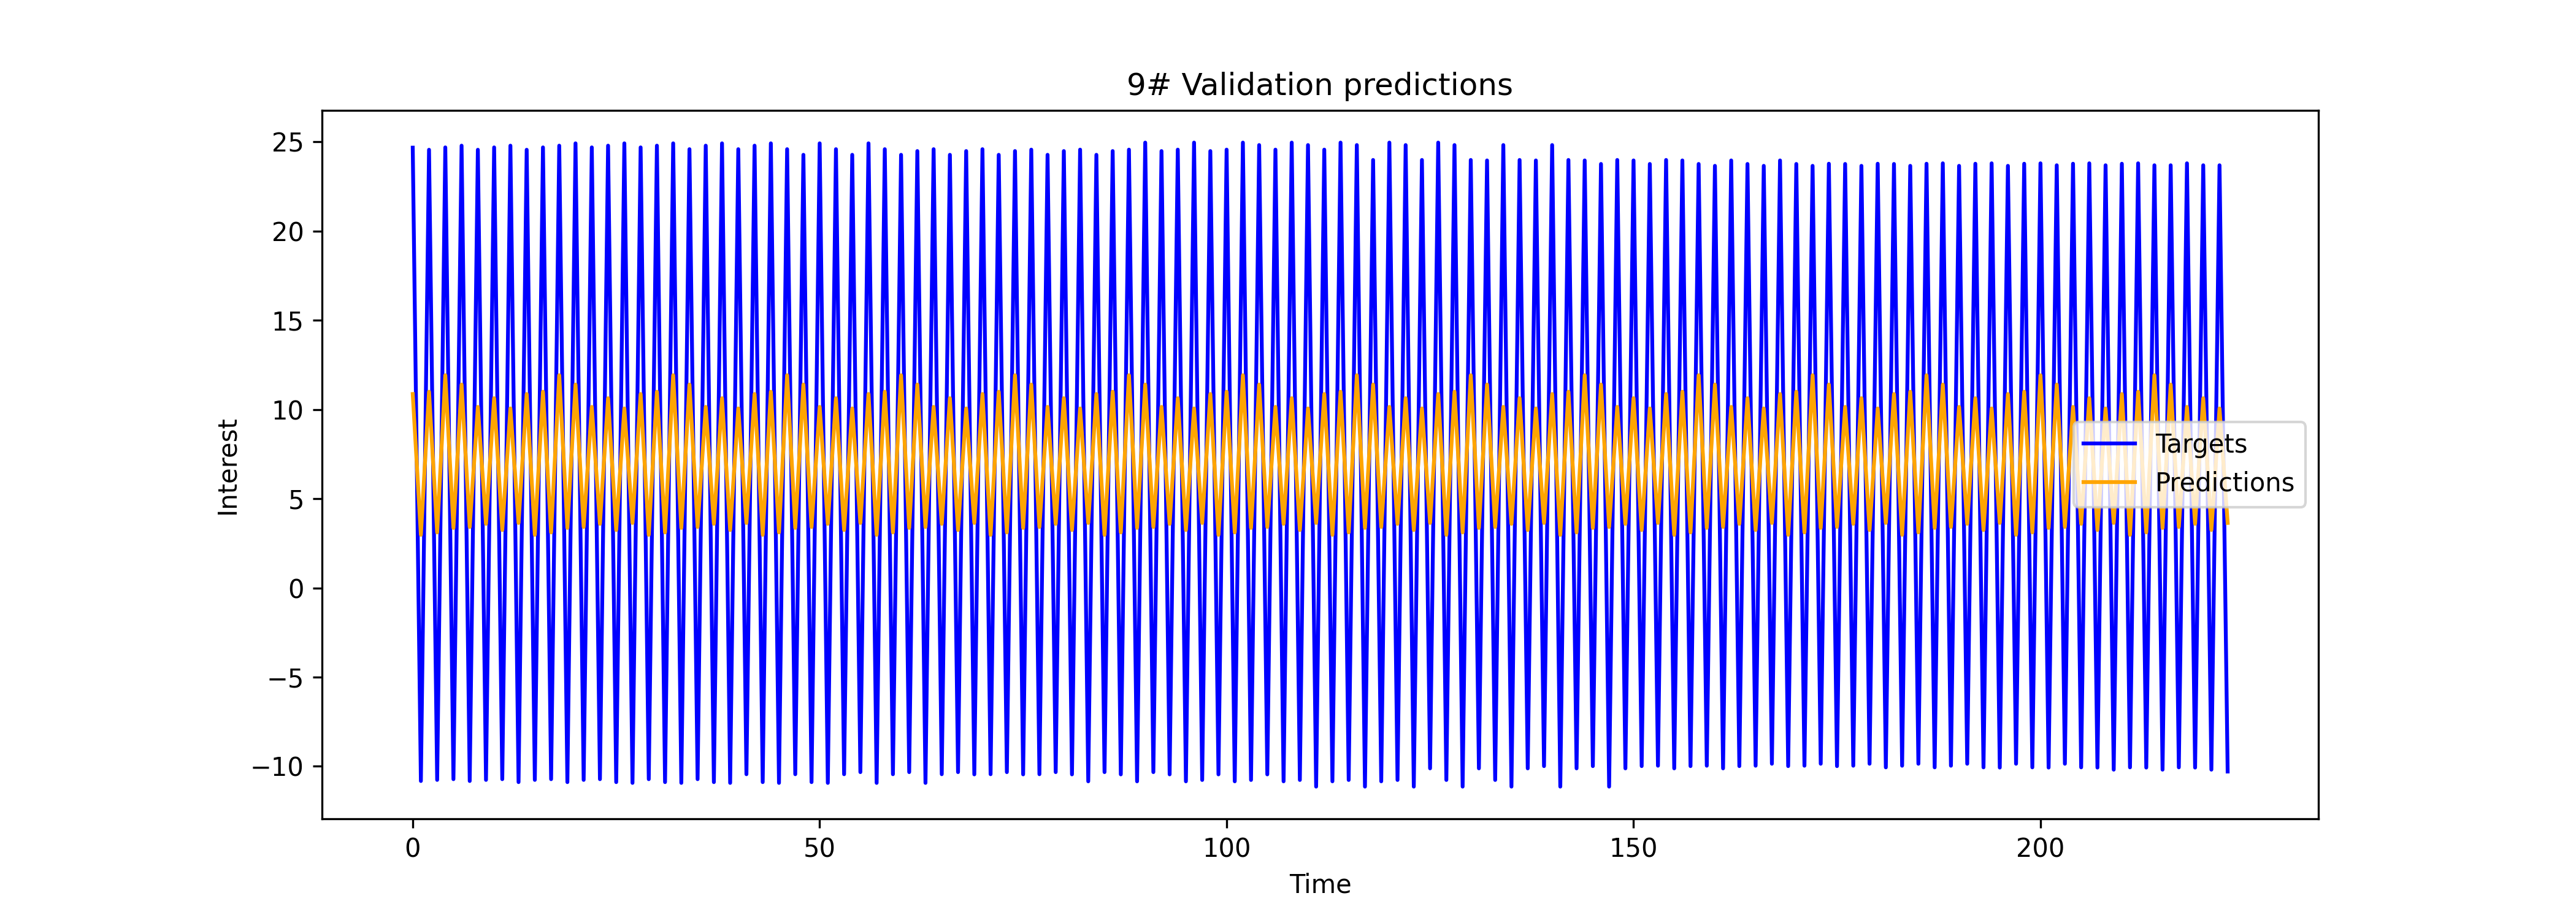 9# Validation predictions
25
20
15
10
5
0
−5
−10
Interest
Targets
Predictions
0 50 100 150 200
Time